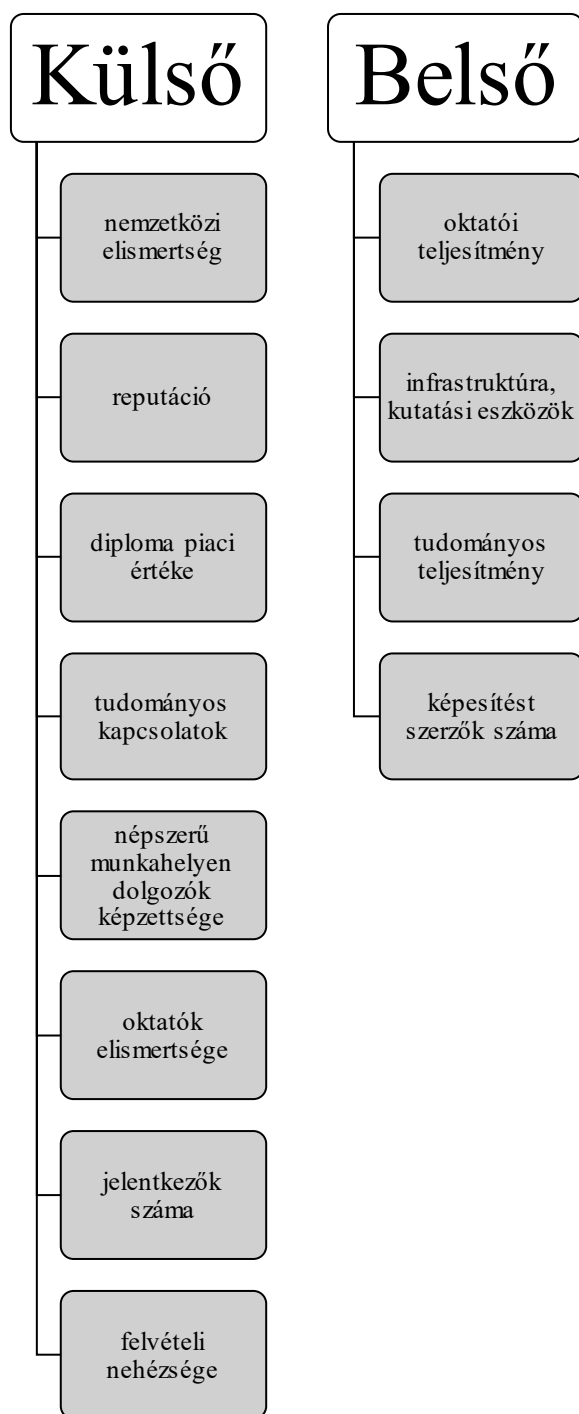 Külső
nemzetközi
elismertség
reputáció
diploma piaci
értéke
tudományos
kapcsolatok
népszerű
munkahelyen
dolgozók
képzettsége
oktatók
elismertsége
jelentkezők
száma
felvételi
nehézsége
Belső
oktatói
teljesítmény
infrastruktúra,
kutatási eszközök
tudományos
teljesítmény
képesítést
szerzők száma